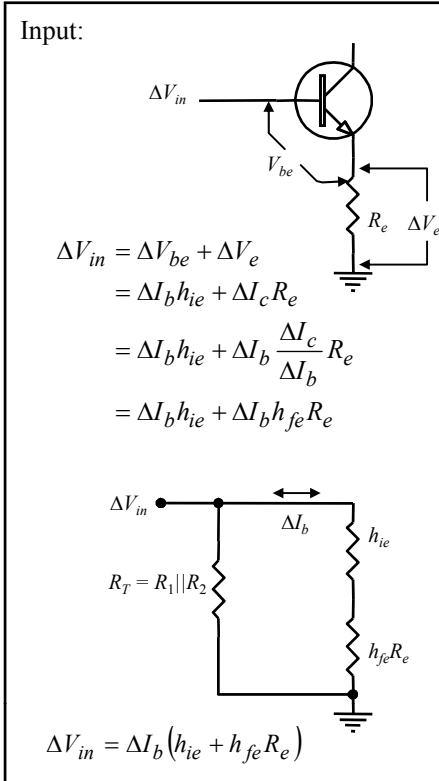 Input:
ΔV_in
V_be
R_e
ΔV_e
ΔV_in = ΔV_be + ΔV_e
= ΔI_b h_ie + ΔI_c R_e
= ΔI_b h_ie + ΔI_b ΔI_c/ΔI_b R_e
= ΔI_b h_ie + ΔI_b h_fe R_e
ΔV_in
ΔI_b
h_ie
R_T = R_1||R_2
h_fe R_e
ΔV_in = ΔI_b(h_ie + h_fe R_e)